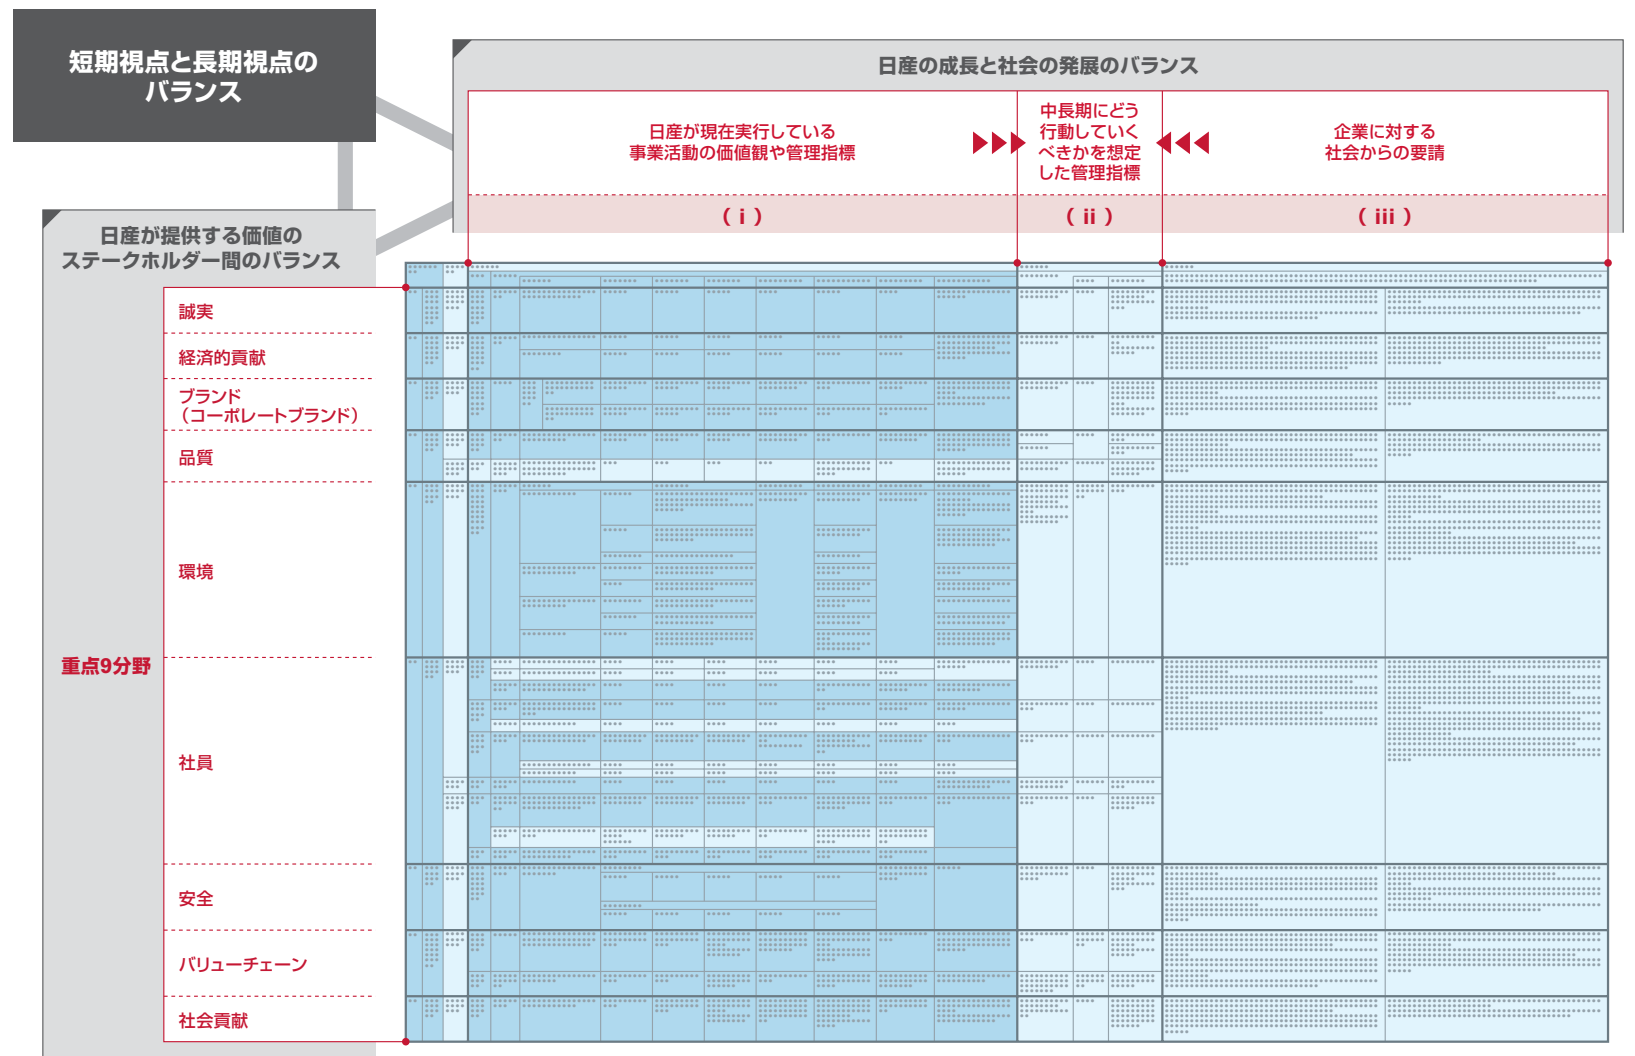 短期視点と長期視点の
バランス
日産の成長と社会の発展のバランス
日産が現在実行している
事業活動の価値観や管理指標
中長期にどう
行動していく
べきかを想定
した管理指標
企業に対する
社会からの要請
( i )
( ii )
( iii )
日産が提供する価値の
ステークホルダー間のバランス
重点9分野
誠実
経済的貢献
ブランド
(コーポレートブランド)
品質
環境
社員
安全
バリューチェーン
社会貢献